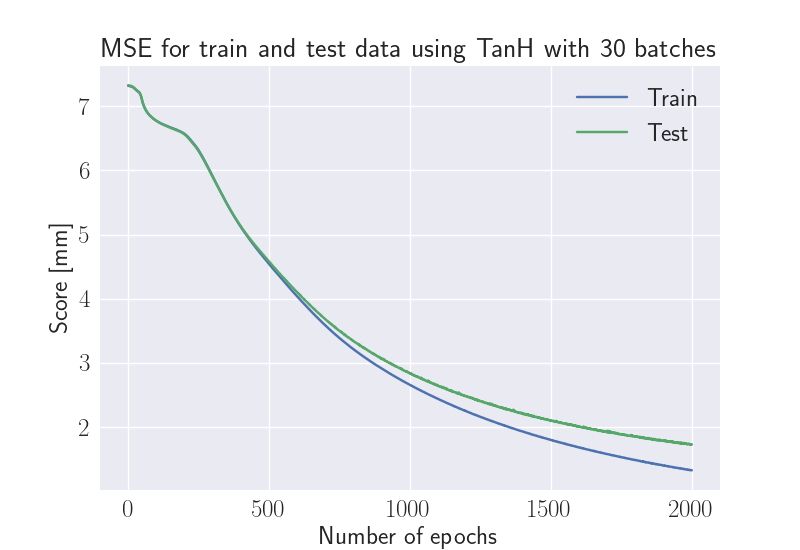 MSE for train and test data using TanH with 30 batches
Train
Test
7
6
5
4
3
2
Score [mm]
0 500 1000 1500 2000
Number of epochs